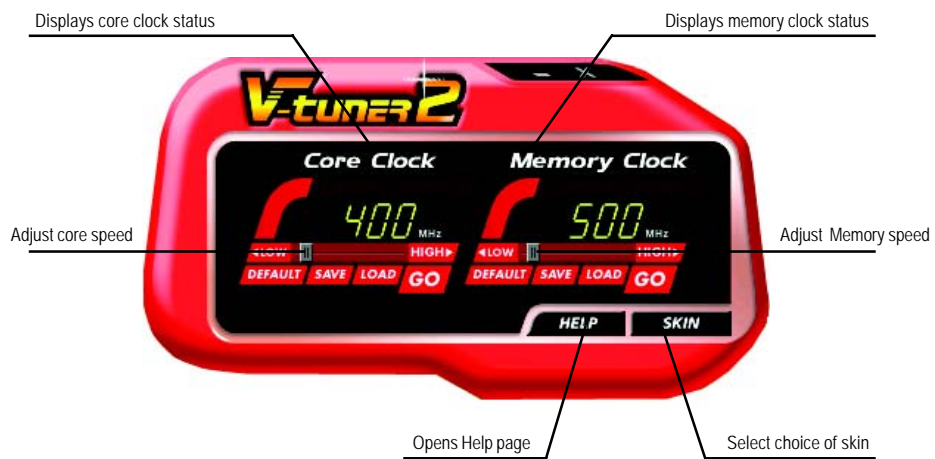 Displays core clock status
Displays memory clock status
- ×
V-tuner2
Core Clock
Memory Clock
400 MHz
500 MHz
Adjust core speed
◄LOW HIGH►
◄LOW HIGH►
Adjust Memory speed
DEFAULT SAVE LOAD GO
DEFAULT SAVE LOAD GO
HELP SKIN
Opens Help page
Select choice of skin